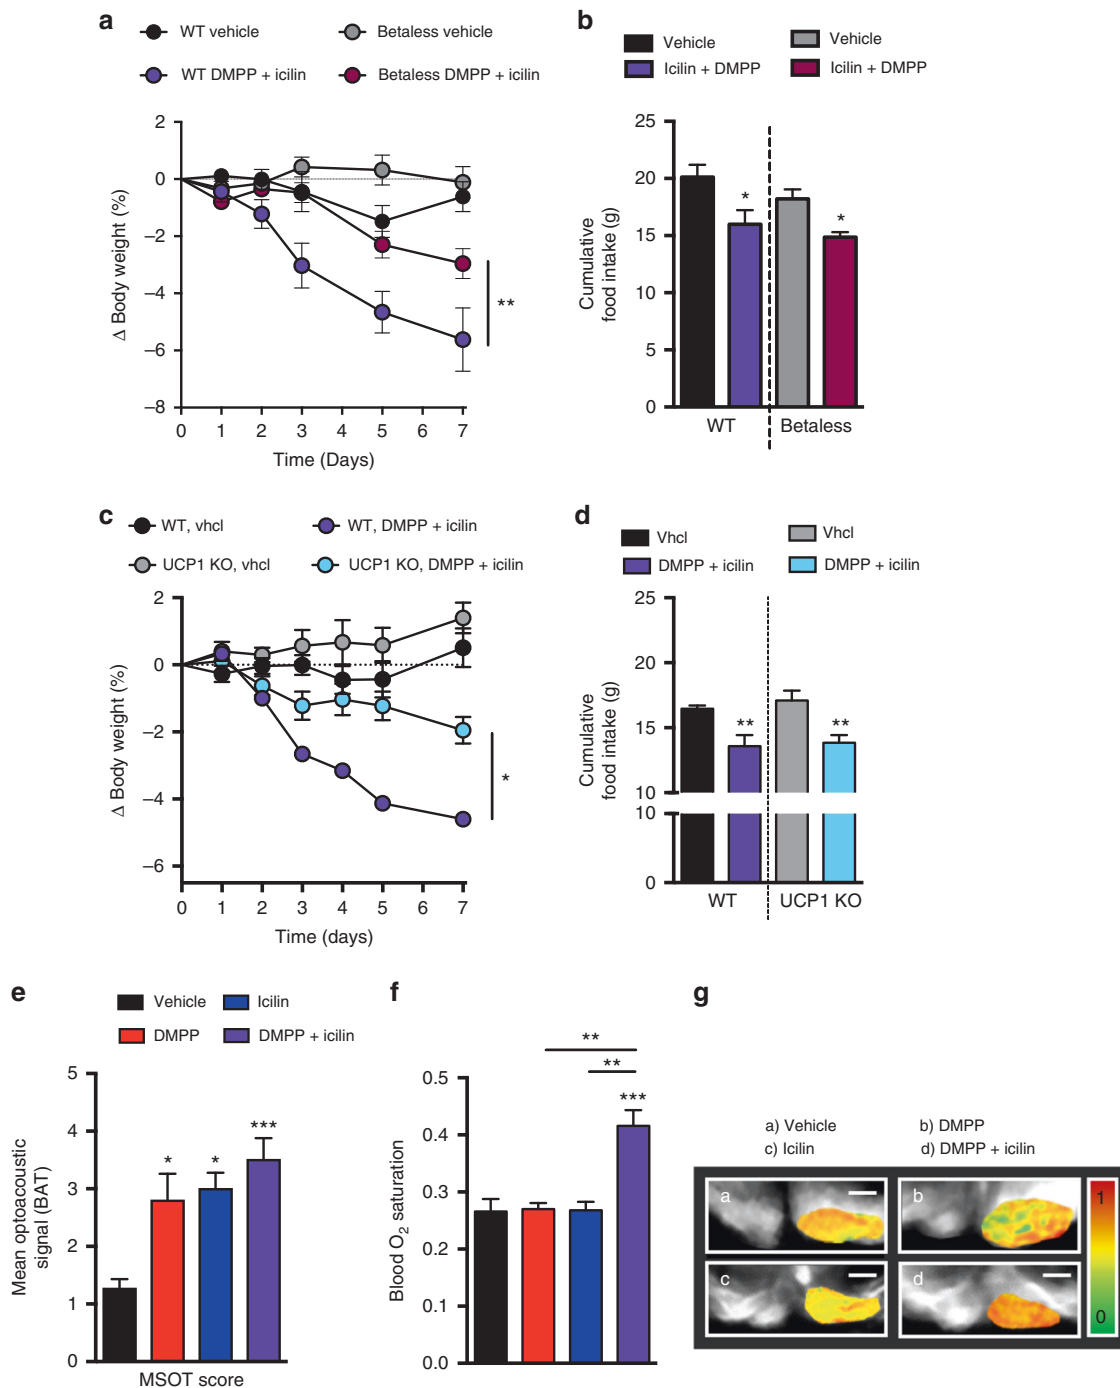 a
WT vehicle
Betaless vehicle
WT DMPP + icilin
Betaless DMPP + icilin
2
0
–2
–4
–6
–8
Δ Body weight (%)
**
0 1 2 3 4 5 6 7
Time (Days)
b
Vehicle
Vehicle
Icilin + DMPP
Icilin + DMPP
25
20
15
10
5
0
Cumulative
food intake (g)
*
*
WT
Betaless
c
WT, vhcl
WT, DMPP + icilin
UCP1 KO, vhcl
UCP1 KO, DMPP + icilin
2
0
–2
–4
–6
Δ Body weight (%)
*
0 1 2 3 4 5 6 7
Time (days)
d
Vhcl
Vhcl
DMPP + icilin
DMPP + icilin
25
20
15
10
10
5
0
Cumulative
food intake (g)
**
**
WT
UCP1 KO
e
Vehicle
Icilin
DMPP
DMPP + icilin
5
4
3
2
1
0
Mean optoacoustic
signal (BAT)
*
*
***
MSOT score
f
**
**
***
0.5
0.4
0.3
0.2
0.1
0.0
Blood O2 saturation
g
a) Vehicle
b) DMPP
c) Icilin
d) DMPP + icilin
a
b
c
d
1
0